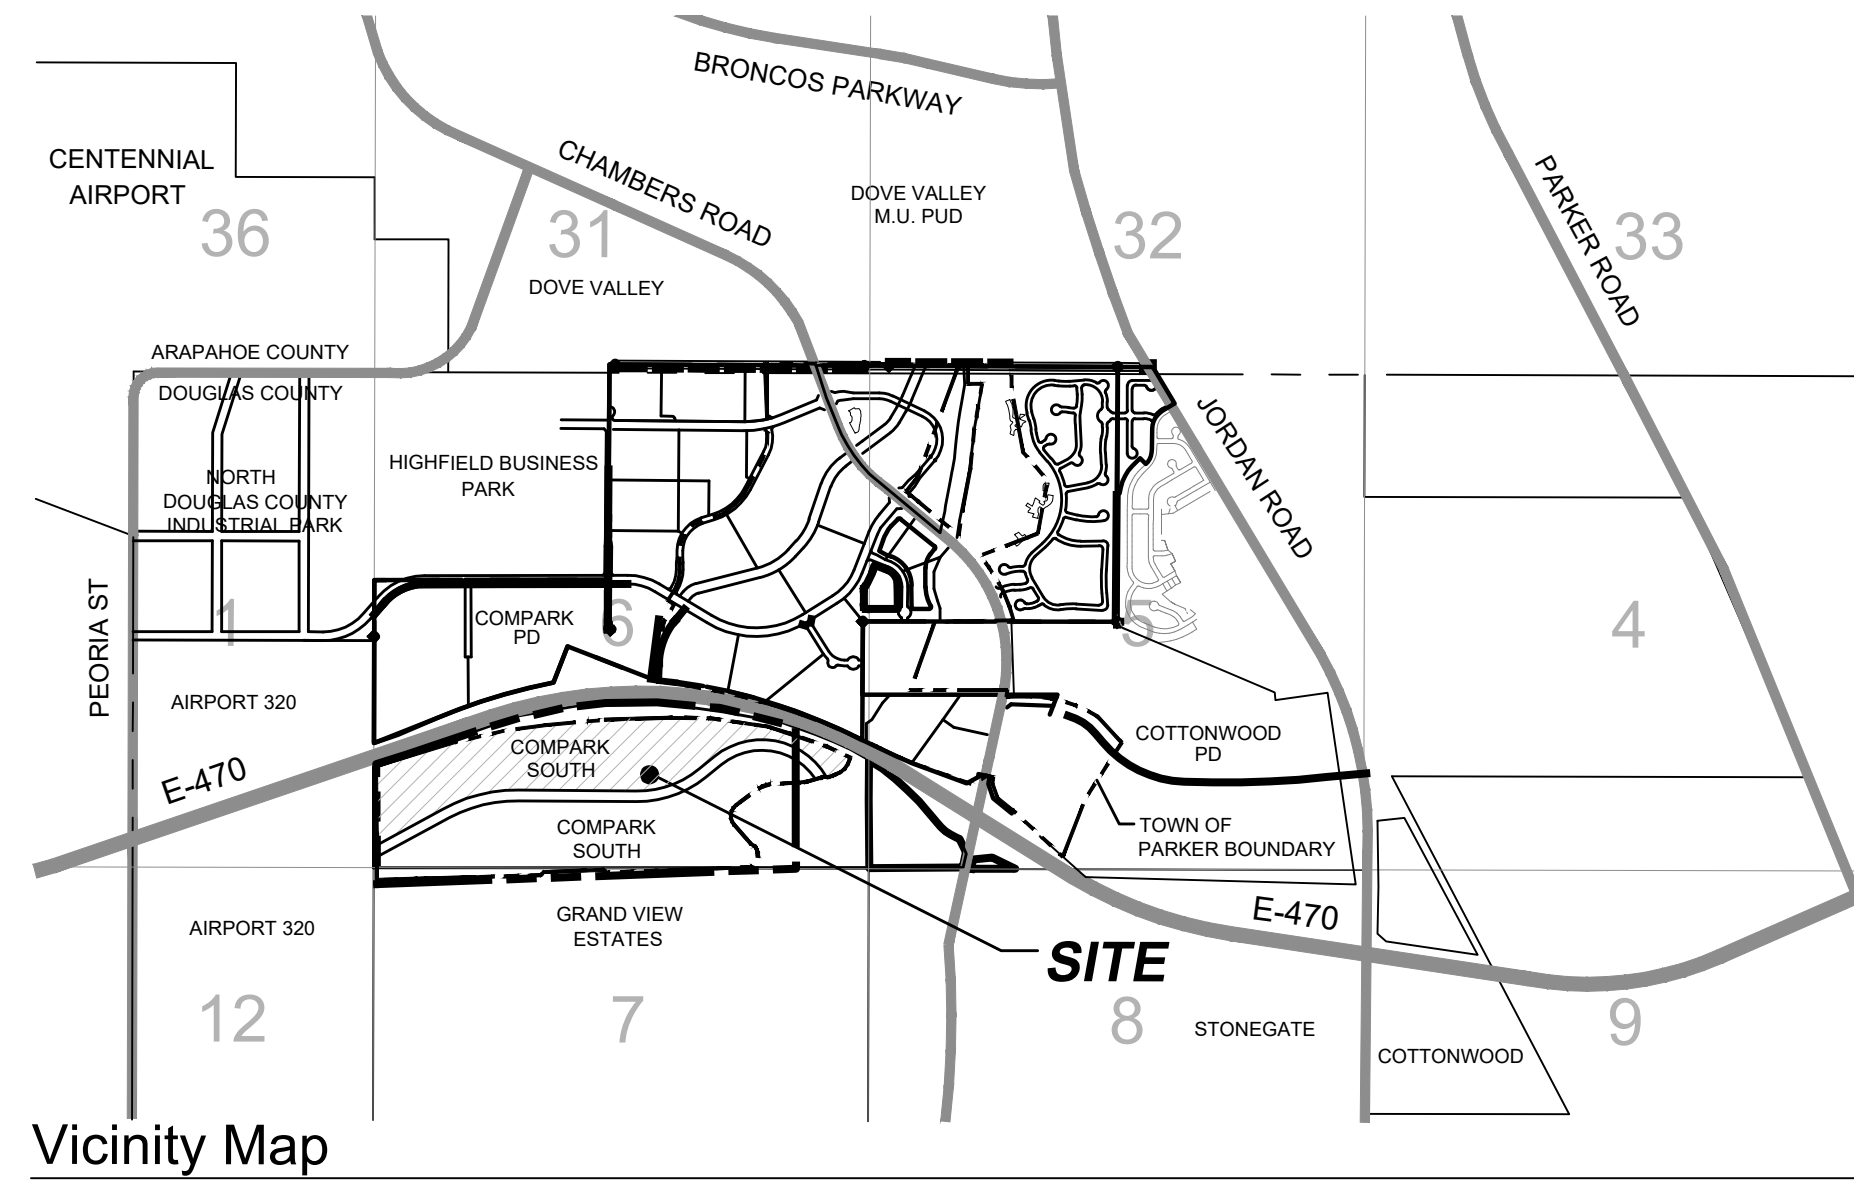 BRONCOS PARKWAY
CENTENNIAL
AIRPORT
36
CHAMBERS ROAD
31
DOVE VALLEY
M.U. PUD
32
PARKER ROAD
33
DOVE VALLEY
ARAPAHOE COUNTY
DOUGLAS COUNTY
HIGHFIELD BUSINESS
PARK
NORTH
DOUGLAS COUNTY
INDUSTRIAL PARK
JORDAN ROAD
PEORIA ST
1
COMPARK
PD
6
5
4
AIRPORT 320
E-470
COMPARK
SOUTH
COTTONWOOD
PD
COMPARK
SOUTH
TOWN OF
PARKER BOUNDARY
AIRPORT 320
GRAND VIEW
ESTATES
E-470
SITE
12
7
8
STONEGATE
9
COTTONWOOD
Vicinity Map